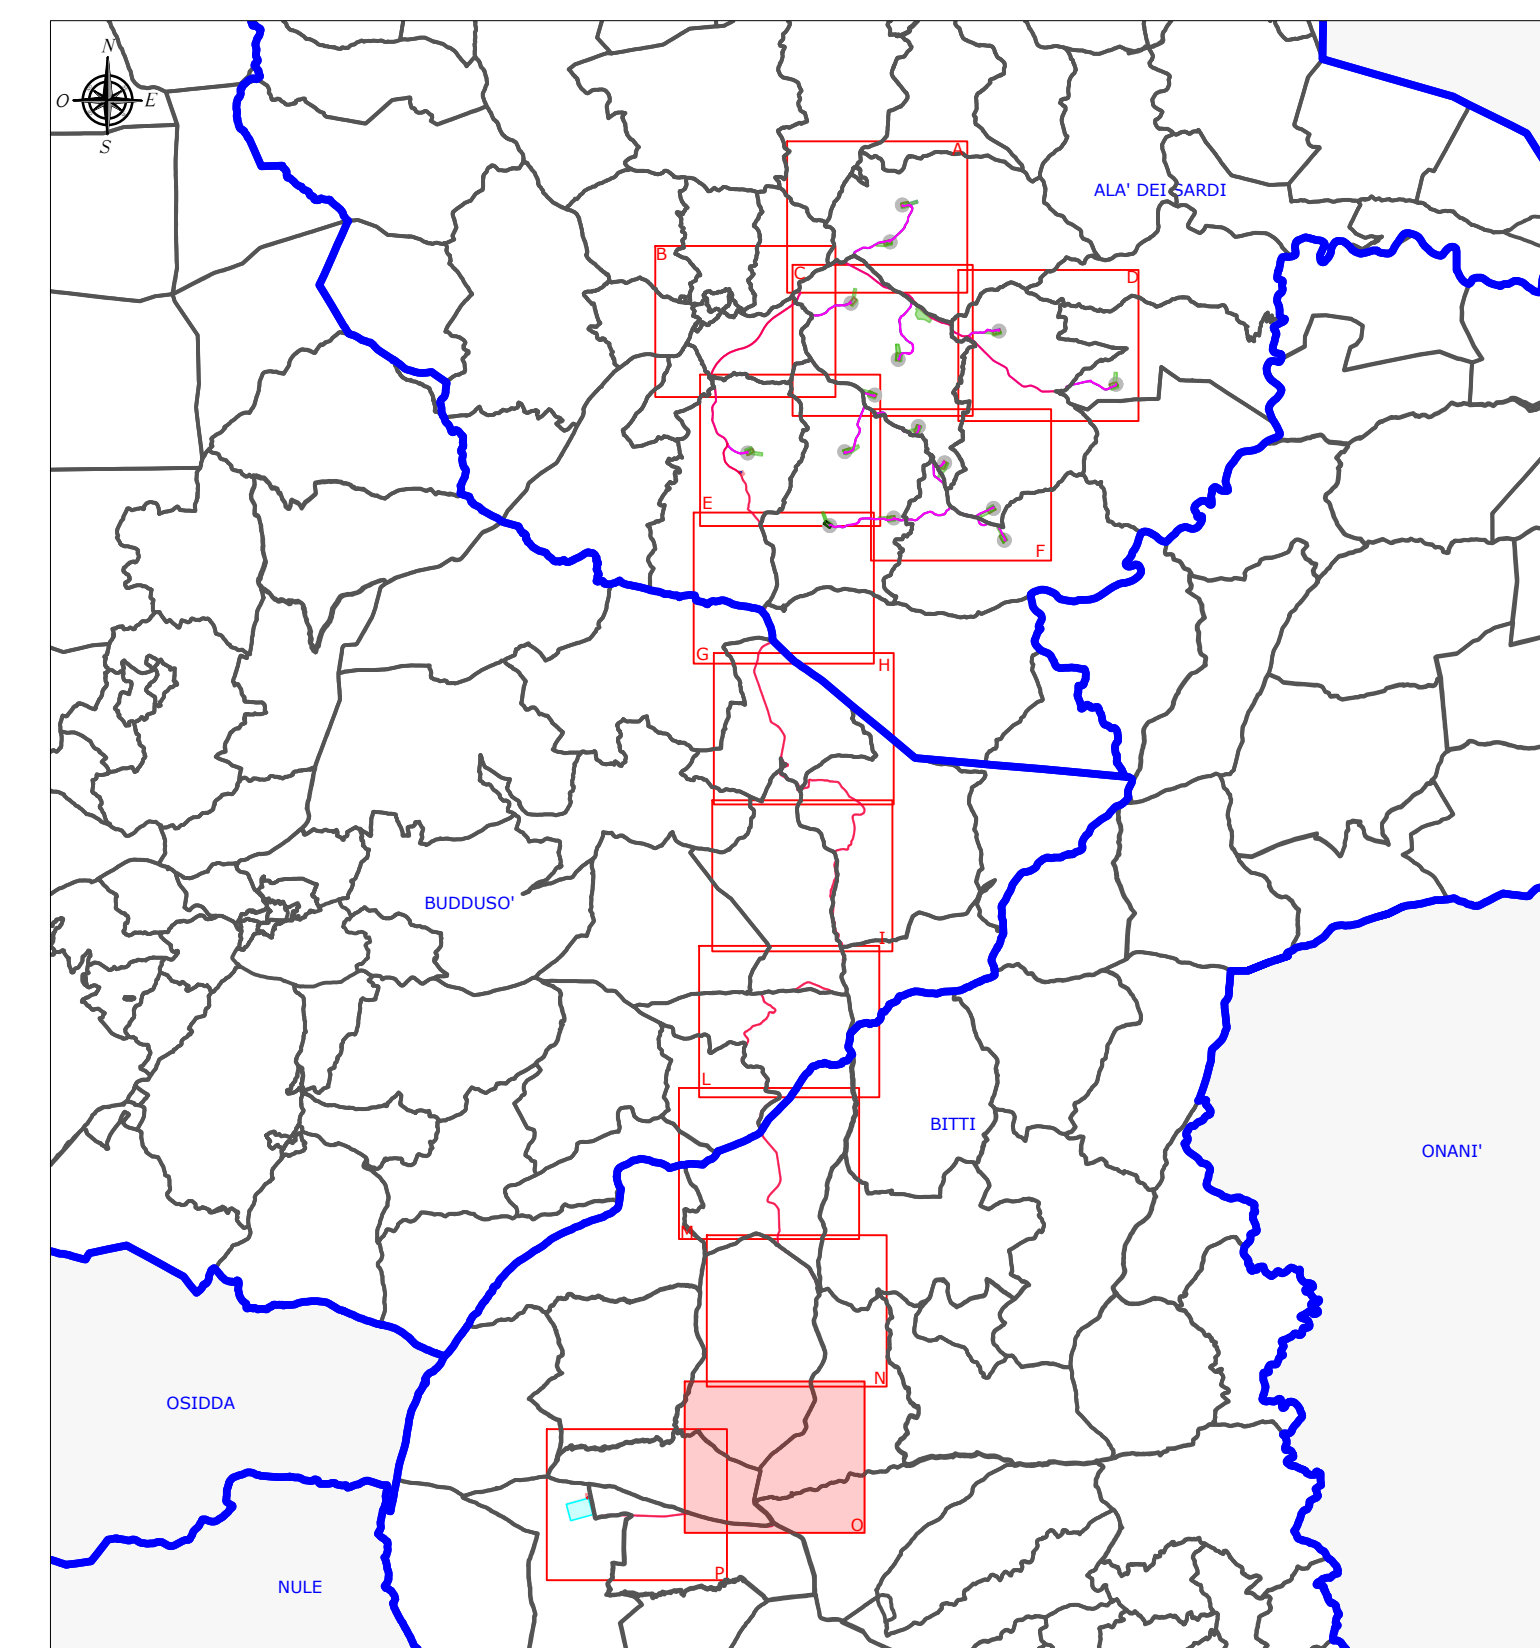 N
O E
S
A
ALA' DEI SARDI
B
C
D
E
F
G
H
BUDDUSO'
I
L
BITTI
ONANI'
M
N
OSIDDA
O
P
NULE